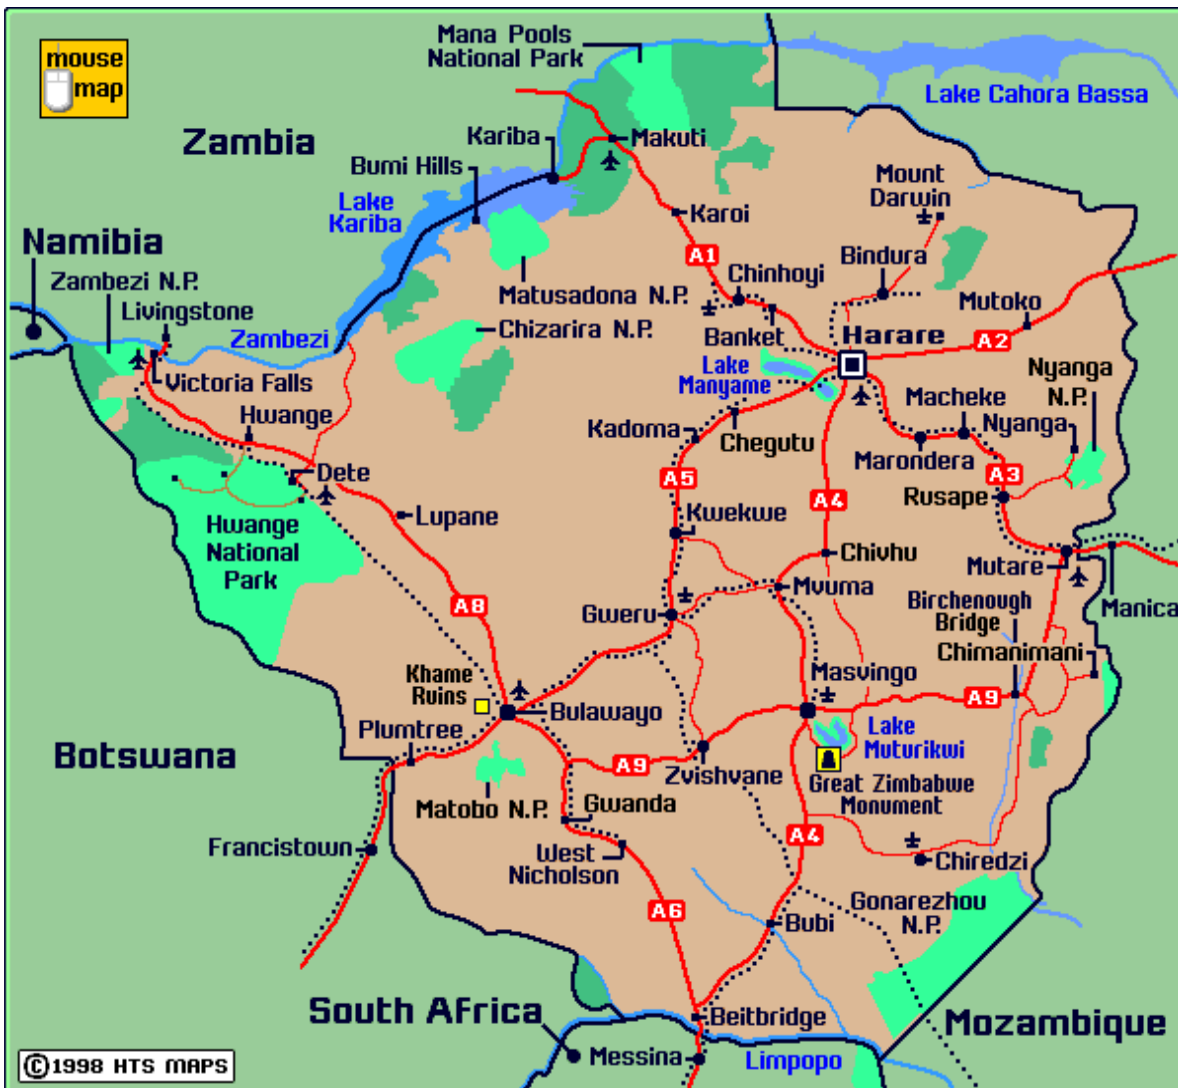 Mana Pools
National Park
mouse
map
Lake Cahora Bassa
Zambia
Kariba
Makuti
Bumi Hills
Mount
Darwin
Lake
Kariba
Karoi
Namibia
A1
Bindura
Zambezi N.P.
Chinhoyi
Livingstone
Matusadona N.P.
Mutoko
Zambezi
Chizarira N.P.
Banket
Harare
A2
Lake
Manyame
Nyanga
N.P.
Victoria Falls
Macheke
Hwange
Nyanga
Kadoma
Chegutu
Marondera
Dete
A5
A3
A4
Rusape
Lupane
Kwekwe
Hwange
National
Park
Chivhu
Mutare
Mvuma
A8
Gweru
Birchenough
Bridge
Manica
Chimanimani
Khame
Ruins
Masvingo
A9
Bulawayo
Plumtree
Lake
Muturikwi
Botswana
A9
Zvishvane
Great Zimbabwe
Monument
Matobo N.P.
Gwanda
A4
Francistown
West
Nicholson
Chiredzi
Gonarezhou
N.P.
A6
Bubi
South Africa
Beitbridge
Mozambique
Messina
Limpopo
©1998 HTS MAPS